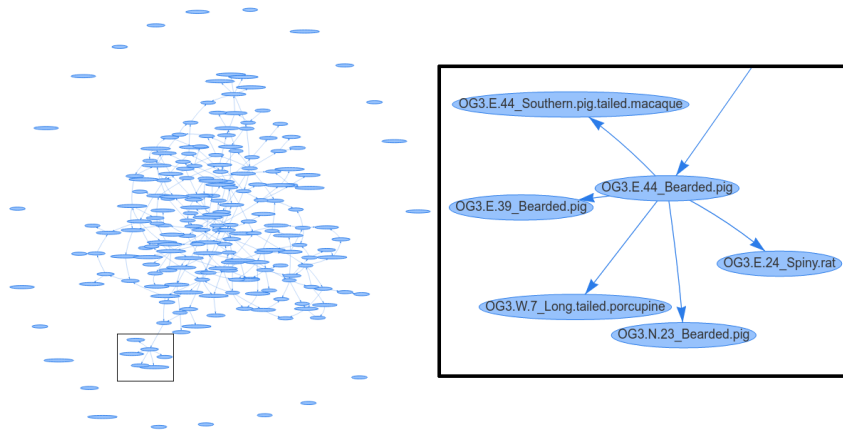 OG3.E.44_Southern.pig.tailed.macaque
OG3.E.44_Bearded.pig
OG3.E.39_Bearded.pig
OG3.E.24_Spiny.rat
OG3.W.7_Long.tailed.porcupine
OG3.N.23_Bearded.pig